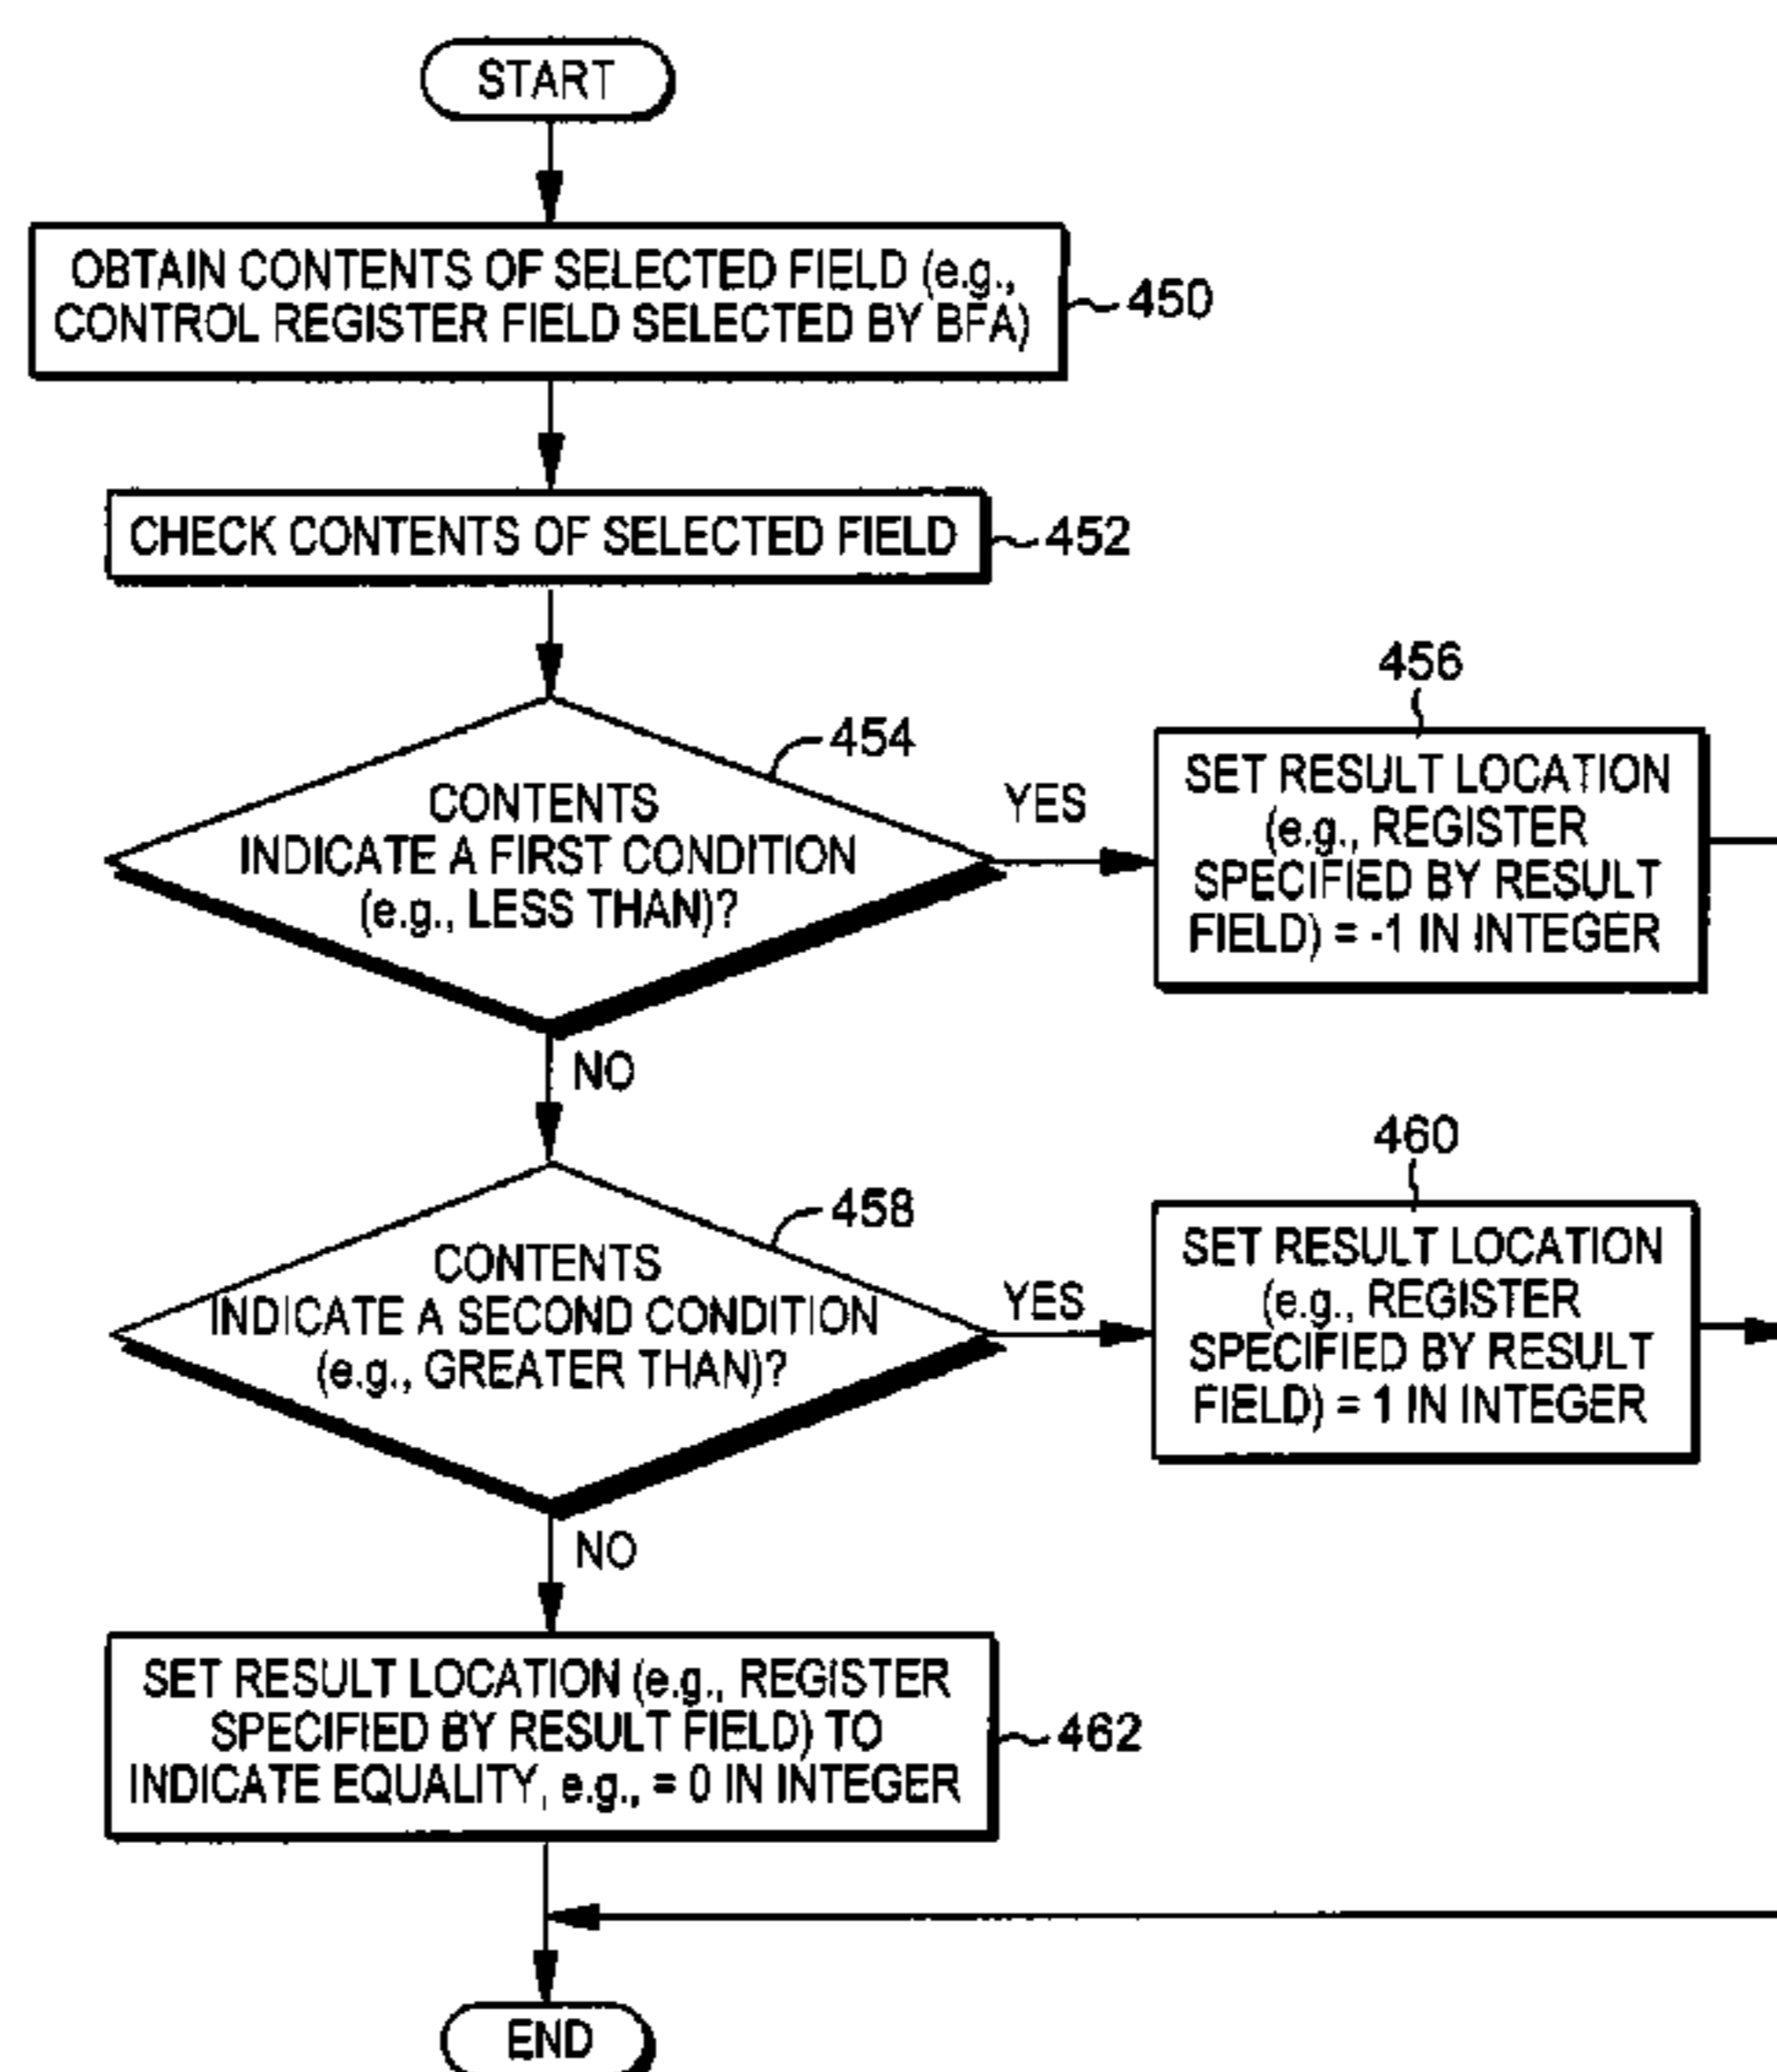 START
OBTAIN CONTENTS OF SELECTED FIELD (e.g.,
CONTROL REGISTER FIELD SELECTED BY BFA)
450
CHECK CONTENTS OF SELECTED FIELD
452
454
CONTENTS
INDICATE A FIRST CONDITION
(e.g., LESS THAN)?
YES
456
SET RESULT LOCATION
(e.g., REGISTER
SPECIFIED BY RESULT
FIELD) = -1 IN INTEGER
NO
458
CONTENTS
INDICATE A SECOND CONDITION
(e.g., GREATER THAN)?
YES
460
SET RESULT LOCATION
(e.g., REGISTER
SPECIFIED BY RESULT
FIELD) = 1 IN INTEGER
NO
SET RESULT LOCATION (e.g., REGISTER
SPECIFIED BY RESULT FIELD) TO
INDICATE EQUALITY, e.g., = 0 IN INTEGER
462
END